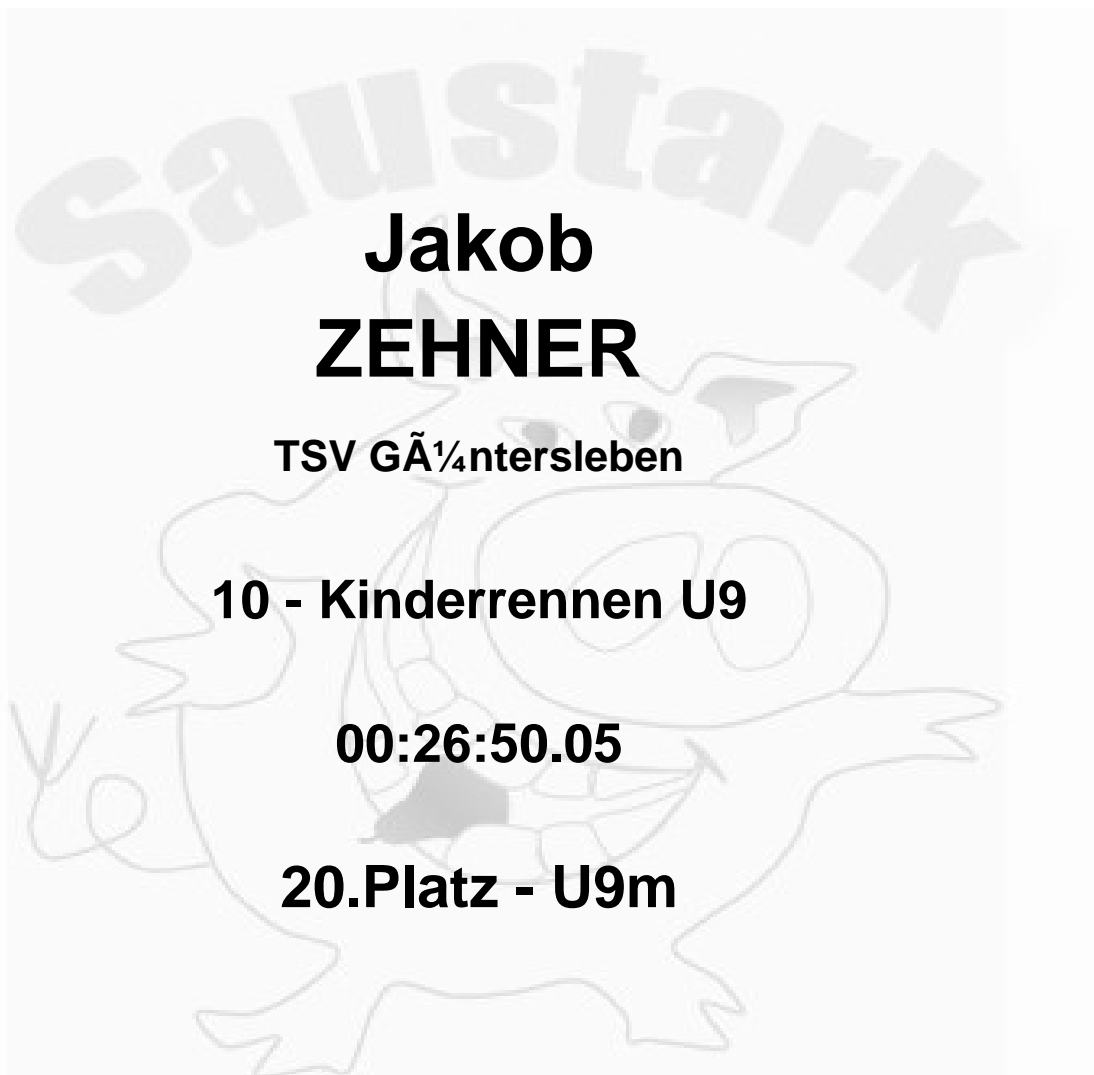 Saustark
Jakob
ZEHNER
TSV GÃ¼ntersleben
10 - Kinderrennen U9
00:26:50.05
20.Platz - U9m